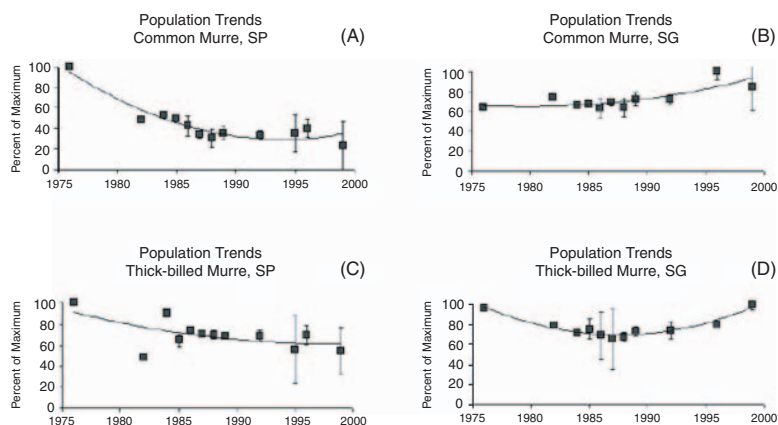 Population Trends
Common Murre, SP
(A)
Percent of Maximum
100
80
60
40
20
0
1975 1980 1985 1990 1995 2000
Population Trends
Common Murre, SG
(B)
Percent of Maximum
100
80
60
40
20
0
1975 1980 1985 1990 1995 2000
Population Trends
Thick-billed Murre, SP
(C)
Percent of Maximum
100
80
60
40
20
0
1975 1980 1985 1990 1995 2000
Population Trends
Thick-billed Murre, SG
(D)
Percent of Maximum
100
80
60
40
20
0
1975 1980 1985 1990 1995 2000